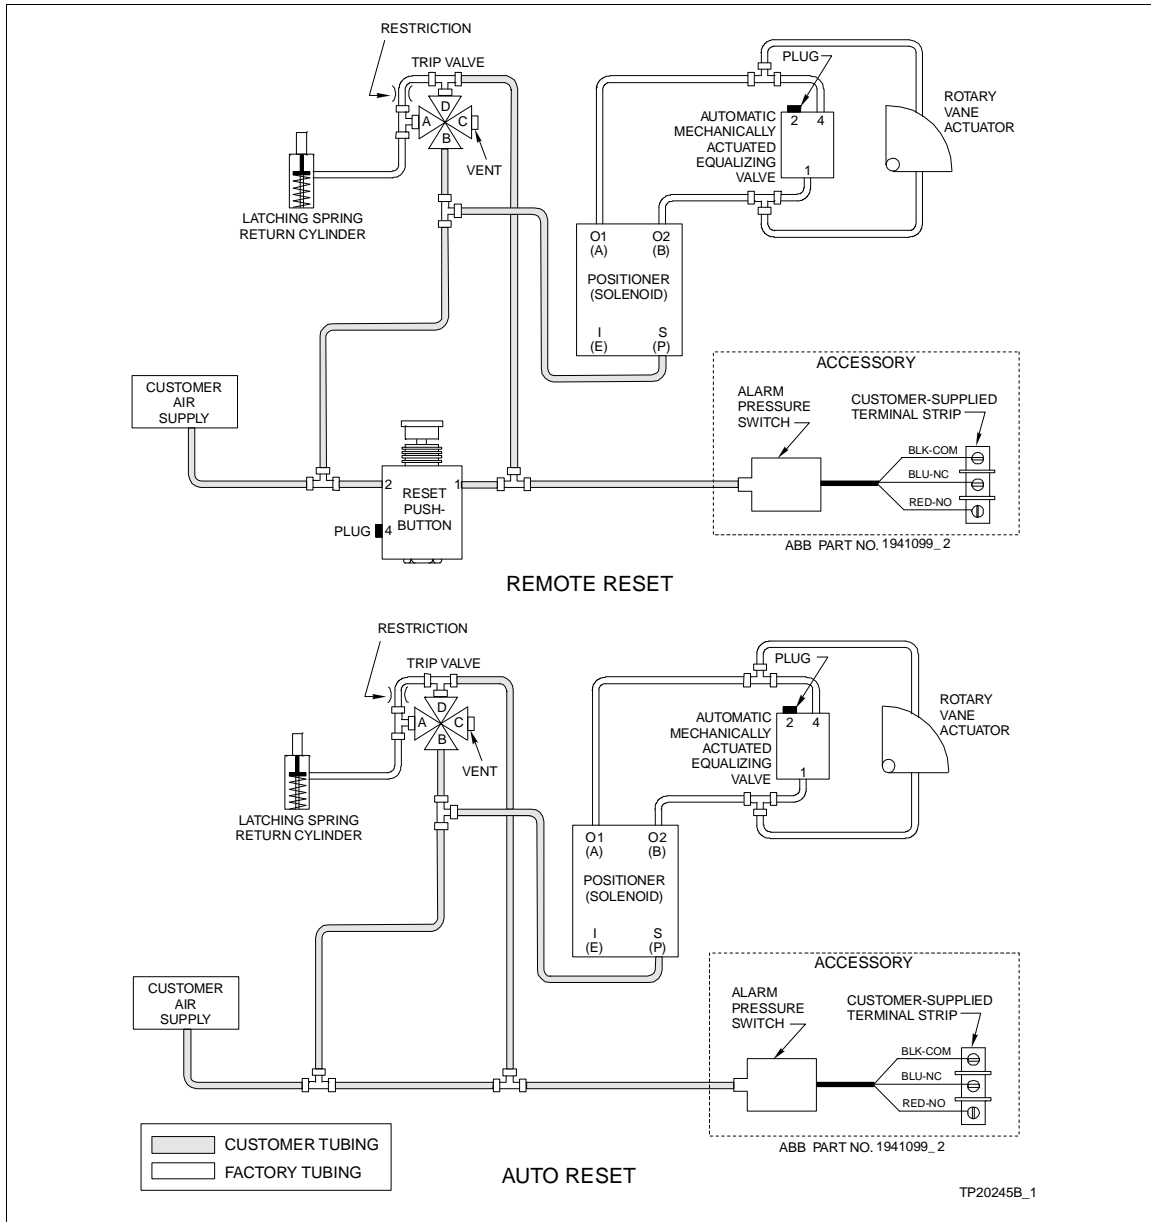 RESTRICTION
TRIP VALVE
D
A
C
B
VENT
LATCHING SPRING
RETURN CYLINDER
PLUG
2
4
1
AUTOMATIC
MECHANICALLY
ACTUATED
EQUALIZING
VALVE
ROTARY
VANE
ACTUATOR
O1
(A)
O2
(B)
POSITIONER
(SOLENOID)
I
(E)
S
(P)
CUSTOMER
AIR
SUPPLY
2
1
RESET
PUSH-
BUTTON
PLUG
4
ACCESSORY
ALARM
PRESSURE
SWITCH
CUSTOMER-SUPPLIED
TERMINAL STRIP
BLK-COM
BLU-NC
RED-NO
ABB PART NO. 1941099_2
REMOTE RESET
RESTRICTION
TRIP VALVE
D
A
C
B
VENT
LATCHING SPRING
RETURN CYLINDER
PLUG
2
4
1
AUTOMATIC
MECHANICALLY
ACTUATED
EQUALIZING
VALVE
ROTARY
VANE
ACTUATOR
O1
(A)
O2
(B)
POSITIONER
(SOLENOID)
I
(E)
S
(P)
CUSTOMER
AIR
SUPPLY
ACCESSORY
ALARM
PRESSURE
SWITCH
CUSTOMER-SUPPLIED
TERMINAL STRIP
BLK-COM
BLU-NC
RED-NO
ABB PART NO. 1941099_2
CUSTOMER TUBING
FACTORY TUBING
AUTO RESET
TP20245B_1